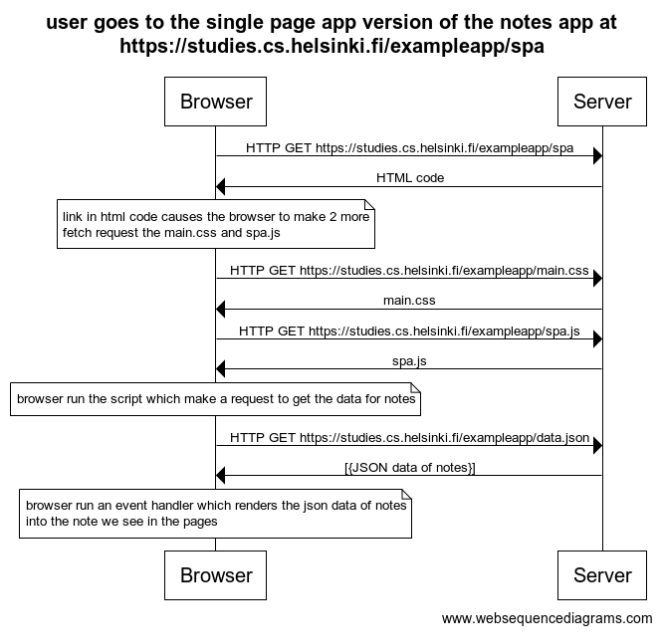 user goes to the single page app version of the notes app at
https://studies.cs.helsinki.fi/exampleapp/spa
Browser
Server
HTTP GET https://studies.cs.helsinki.fi/exampleapp/spa
HTML code
link in html code causes the browser to make 2 more
fetch request the main.css and spa.js
HTTP GET https://studies.cs.helsinki.fi/exampleapp/main.css
main.css
HTTP GET https://studies.cs.helsinki.fi/exampleapp/spa.js
spa.js
browser run the script which make a request to get the data for notes
HTTP GET https://studies.cs.helsinki.fi/exampleapp/data.json
[{JSON data of notes}]
browser run an event handler which renders the json data of notes
into the note we see in the pages
Browser
Server
www.websequencediagrams.com